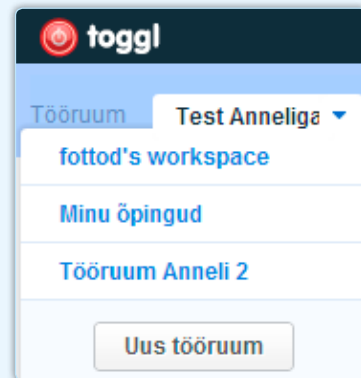 toggl
Tööruum Test Anneliga
fottod's workspace
Minu õpingud
Tööruum Anneli 2
Uus tööruum